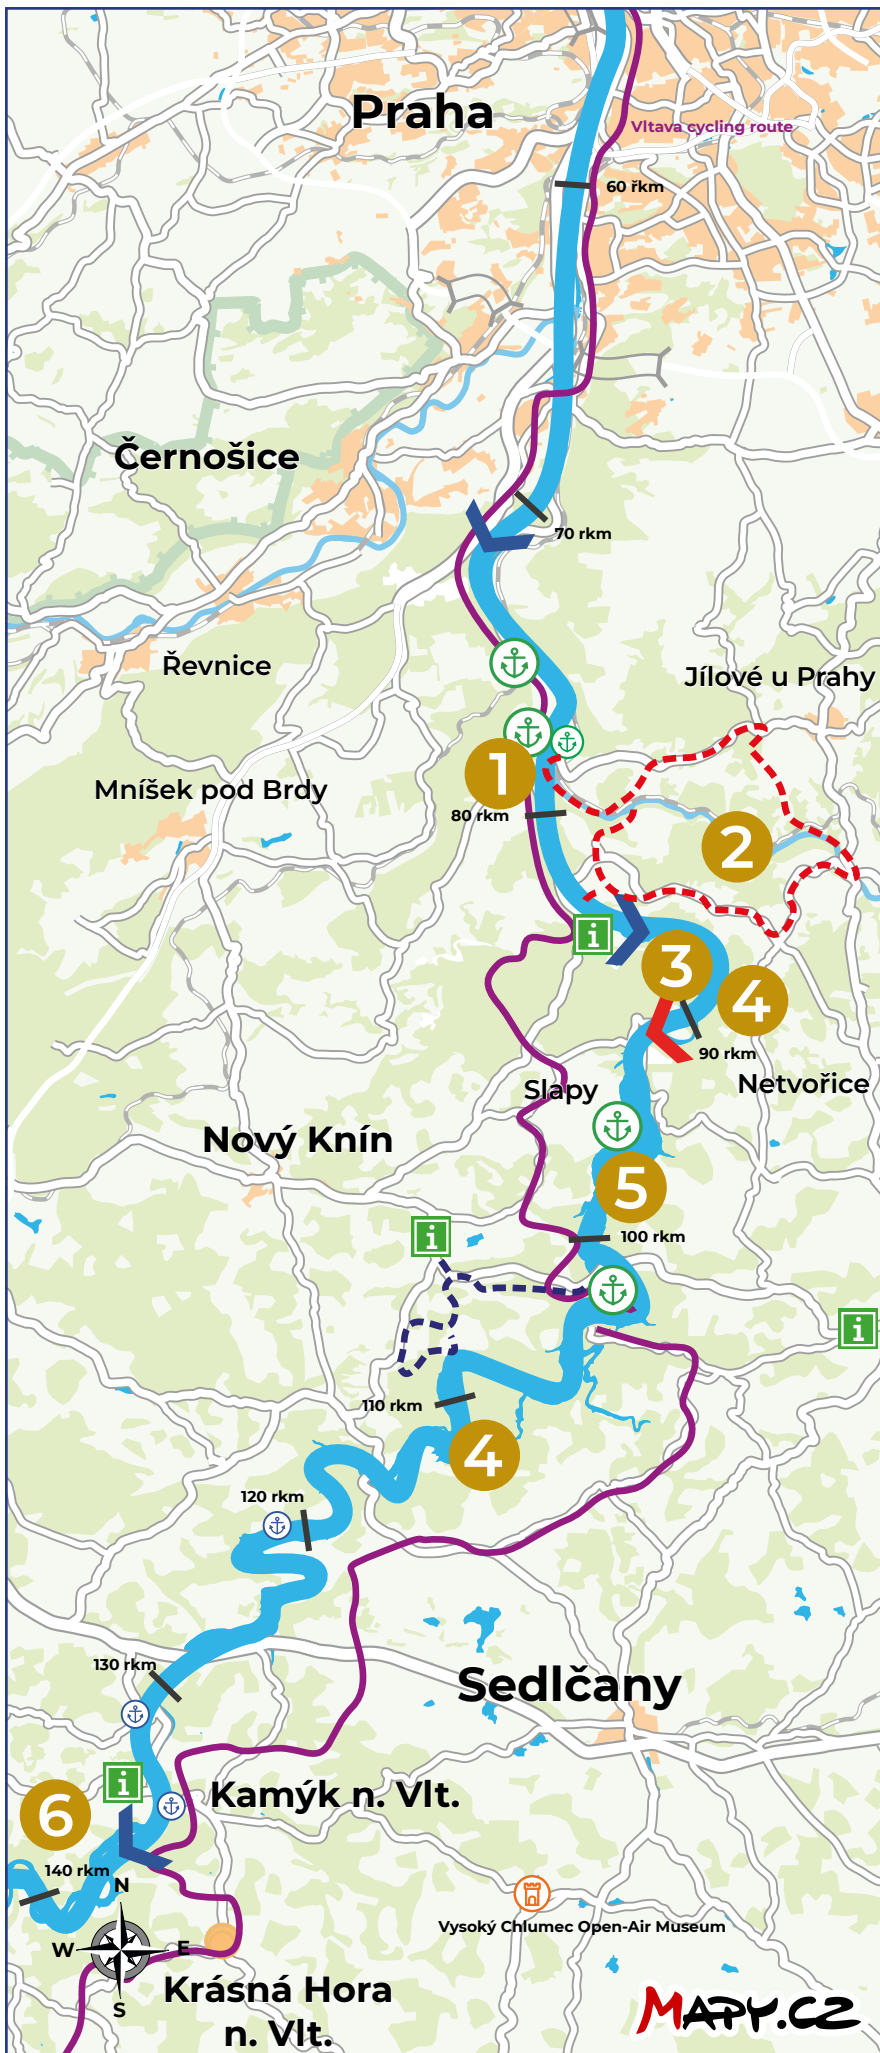 Praha
Vltava cycling route
60 řkm
Černošice
70 rkm
Řevnice
Jílové u Prahy
1
Mníšek pod Brdy
80 rkm
2
i
3
4
90 rkm
Slapy
Netvořice
Nový Knín
5
i
100 rkm
i
110 rkm
4
120 rkm
130 rkm
Sedlčany
i
Kamýk n. Vlt.
6
140 rkm
N
W
E
S
Vysoký Chlumec Open-Air Museum
Krásná Hora
n. Vlt.
MAPY.CZ